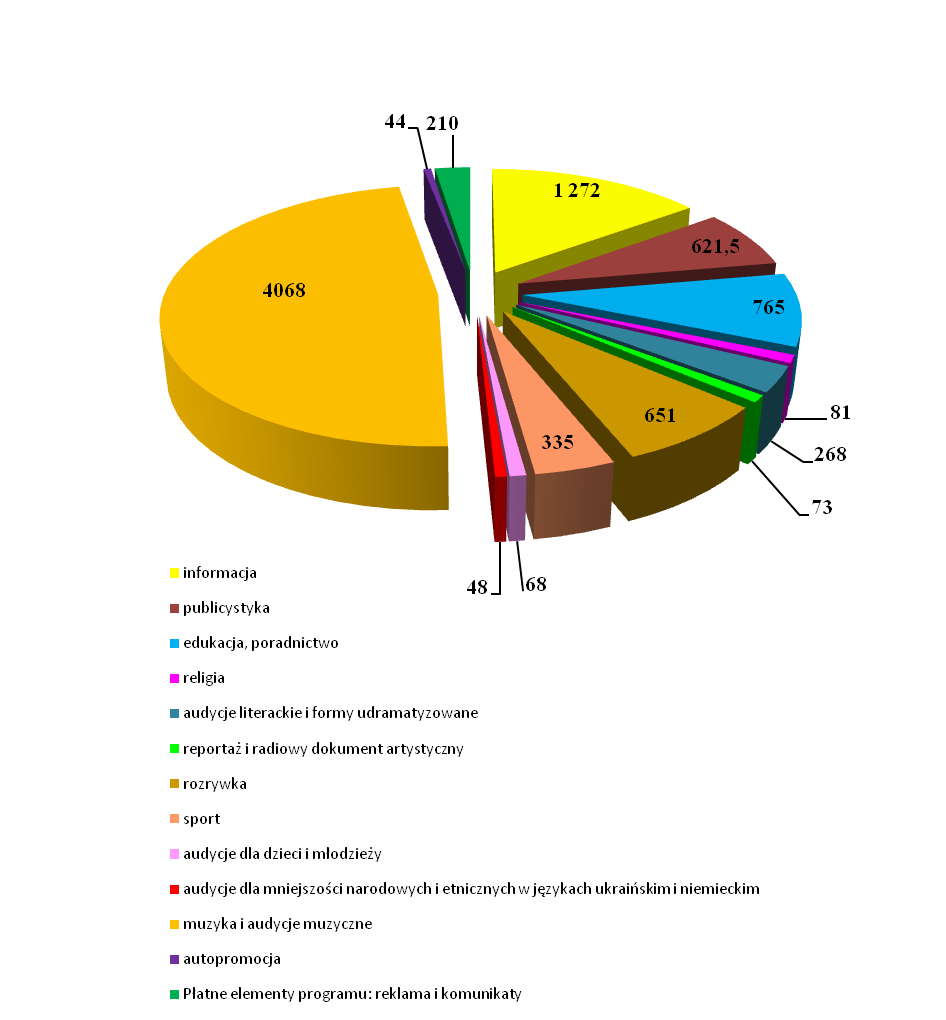 44
210
1 272
621,5
4068
765
81
651
335
268
73
48
68
informacja
publicystyka
edukacja, poradnictwo
religia
audycje literackie i formy udramatyzowane
reportaż i radiowy dokument artystyczny
rozrywka
sport
audycje dla dzieci i młodzieży
audycje dla mniejszości narodowych i etnicznych w językach ukraińskim i niemieckim
muzyka i audycje muzyczne
autopromocja
Płatne elementy programu: reklama i komunikaty